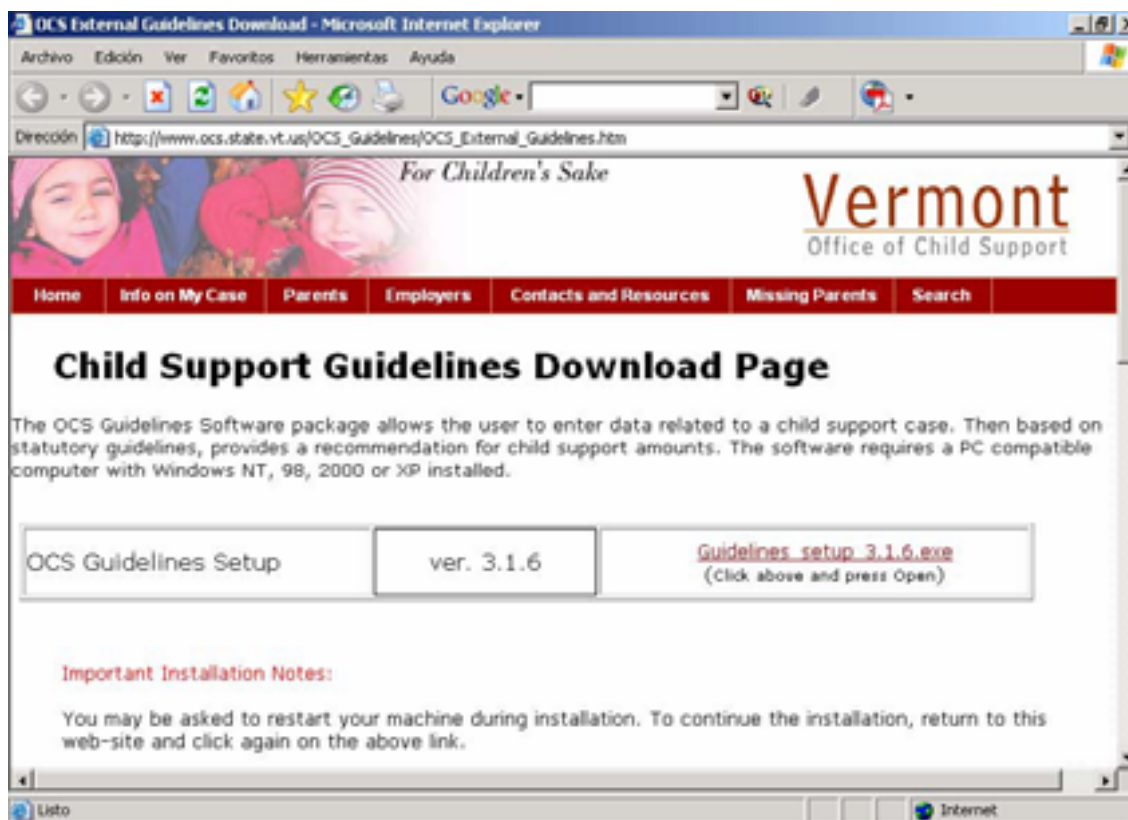 OCS External Guidelines Download - Microsoft Internet Explorer
Archivo Edición Ver Favoritos Herramientas Ayuda
Google
Dirección http://www.ocs.state.vt.us/OCS_Guidelines/OCS_External_Guidelines.htm
For Children's Sake
Vermont
Office of Child Support
Home Info on My Case Parents Employers Contacts and Resources Missing Parents Search
Child Support Guidelines Download Page
The OCS Guidelines Software package allows the user to enter data related to a child support case. Then based on
statutory guidelines, provides a recommendation for child support amounts. The software requires a PC compatible
computer with Windows NT, 98, 2000 or XP installed.
OCS Guidelines Setup ver. 3.1.6 Guidelines_setup_3.1.6.exe
(Click above and press Open)
Important Installation Notes:
You may be asked to restart your machine during installation. To continue the installation, return to this
web-site and click again on the above link.
Listo Internet